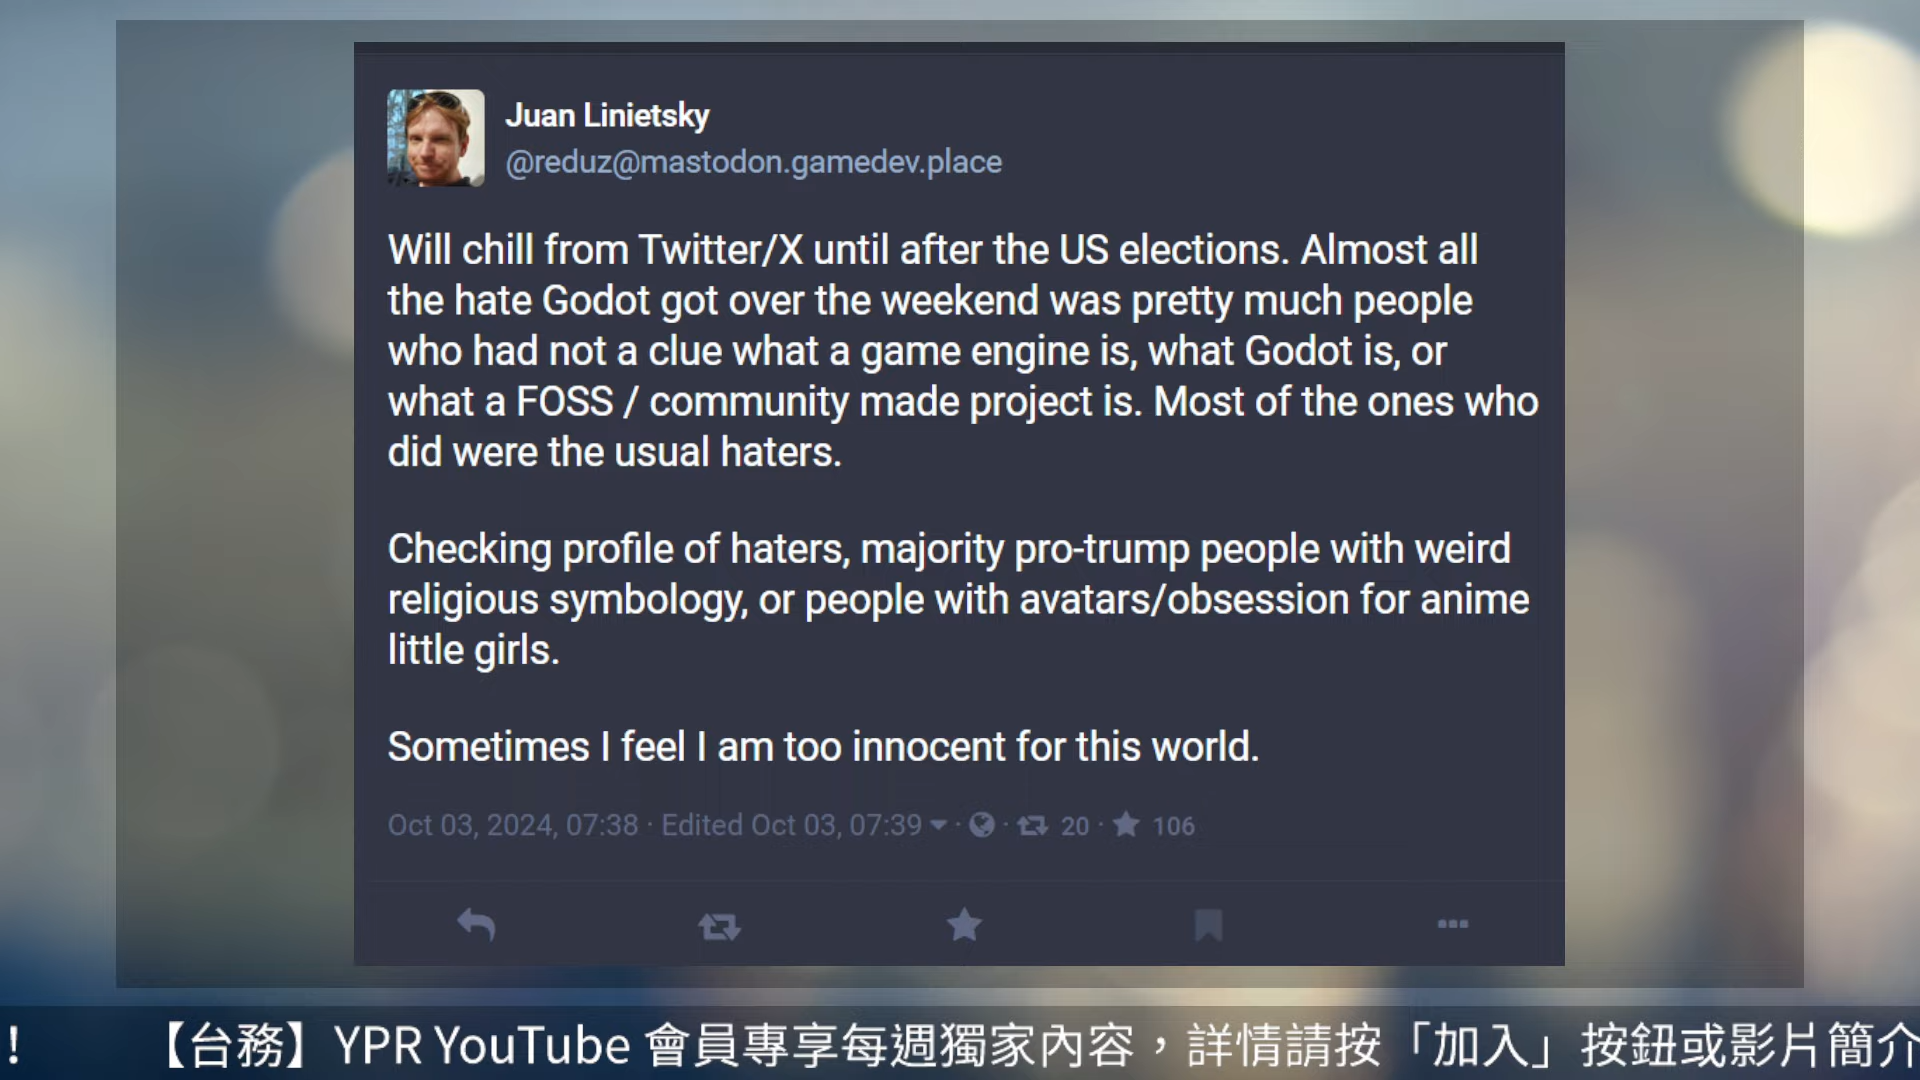 Juan Linietsky
@reduz@mastodon.gamedev.place
Will chill from Twitter/X until after the US elections. Almost all
the hate Godot got over the weekend was pretty much people
who had not a clue what a game engine is, what Godot is, or
what a FOSS / community made project is. Most of the ones who
did were the usual haters.
Checking profile of haters, majority pro-trump people with weird
religious symbology, or people with avatars/obsession for anime
little girls.
Sometimes I feel I am too innocent for this world.
Oct 03, 2024, 07:38 · Edited Oct 03, 07:39 · 20 · 106
！ 【台務】YPR YouTube 會員專享每週獨家內容，詳情請按「加入」按鈕或影片簡介